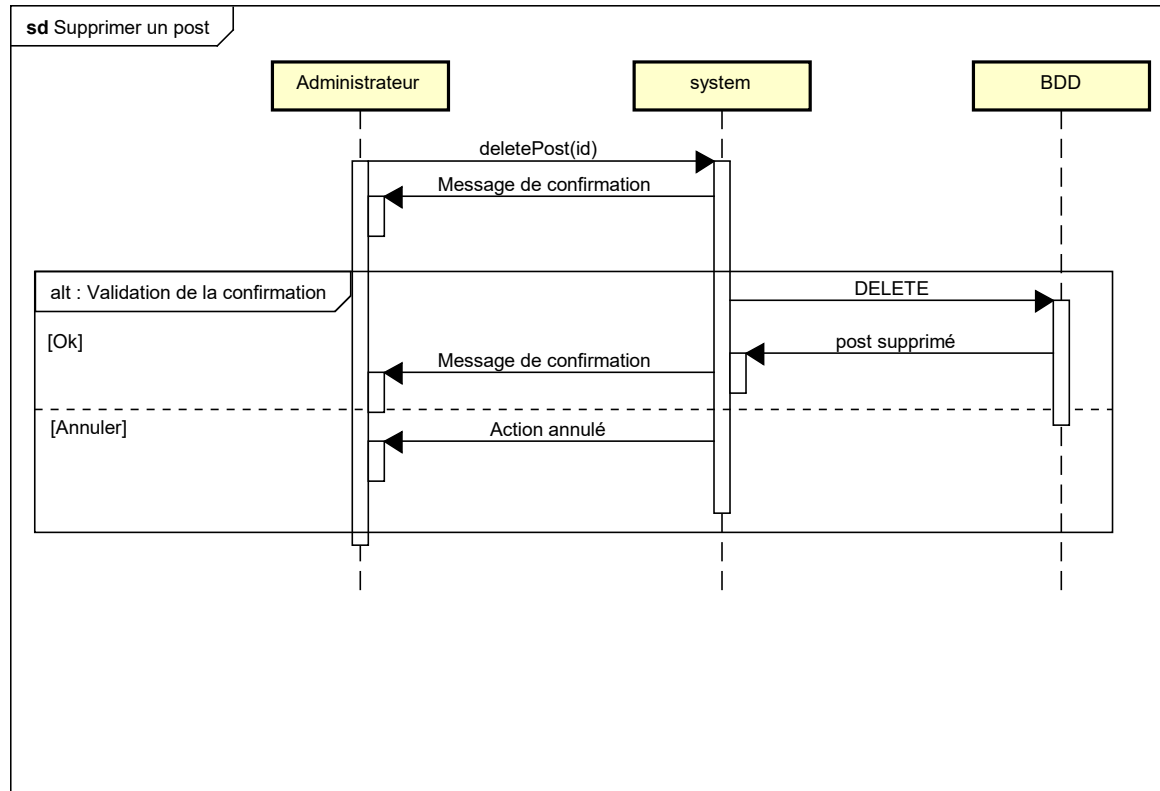 sd Supprimer un post
Administrateur
system
BDD
deletePost(id)
Message de confirmation
alt : Validation de la confirmation
DELETE
[Ok]
post supprimé
Message de confirmation
[Annuler]
Action annulé